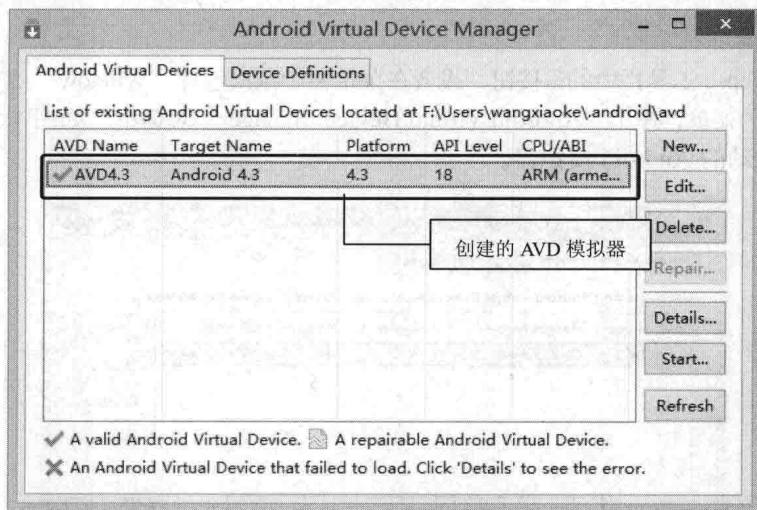 Android Virtual Device Manager
Android Virtual Devices
Device Definitions
List of existing Android Virtual Devices located at F:\Users\wangxiaoke\.android\avd
AVD Name Target Name Platform API Level CPU/ABI
AVD4.3 Android 4.3 4.3 18 ARM (arme...
创建的 AVD 模拟器
New...
Edit...
Delete...
Repair...
Details...
Start...
Refresh
A valid Android Virtual Device. A repairable Android Virtual Device.
An Android Virtual Device that failed to load. Click 'Details' to see the error.